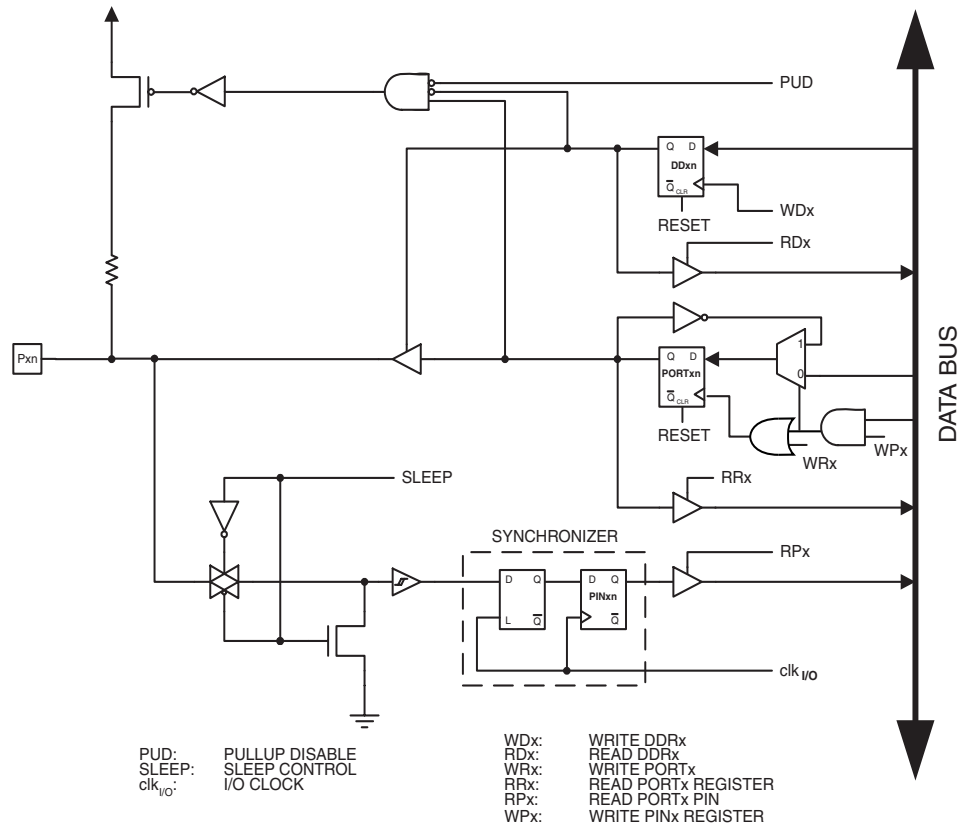 PUD
Q D
DDxn
Q CLR
WDx
RESET
RDx
Pxn
Q D
PORTxn
Q CLR
1
0
RESET
WRx
WPx
DATA BUS
SLEEP
RRx
SYNCHRONIZER
RPx
D Q
L Q
D Q
PINxn
Q
clk I/O
PUD: PULLUP DISABLE
SLEEP: SLEEP CONTROL
clkI/O: I/O CLOCK
WDx: WRITE DDRx
RDx: READ DDRx
WRx: WRITE PORTx
RRx: READ PORTx REGISTER
RPx: READ PORTx PIN
WPx: WRITE PINx REGISTER